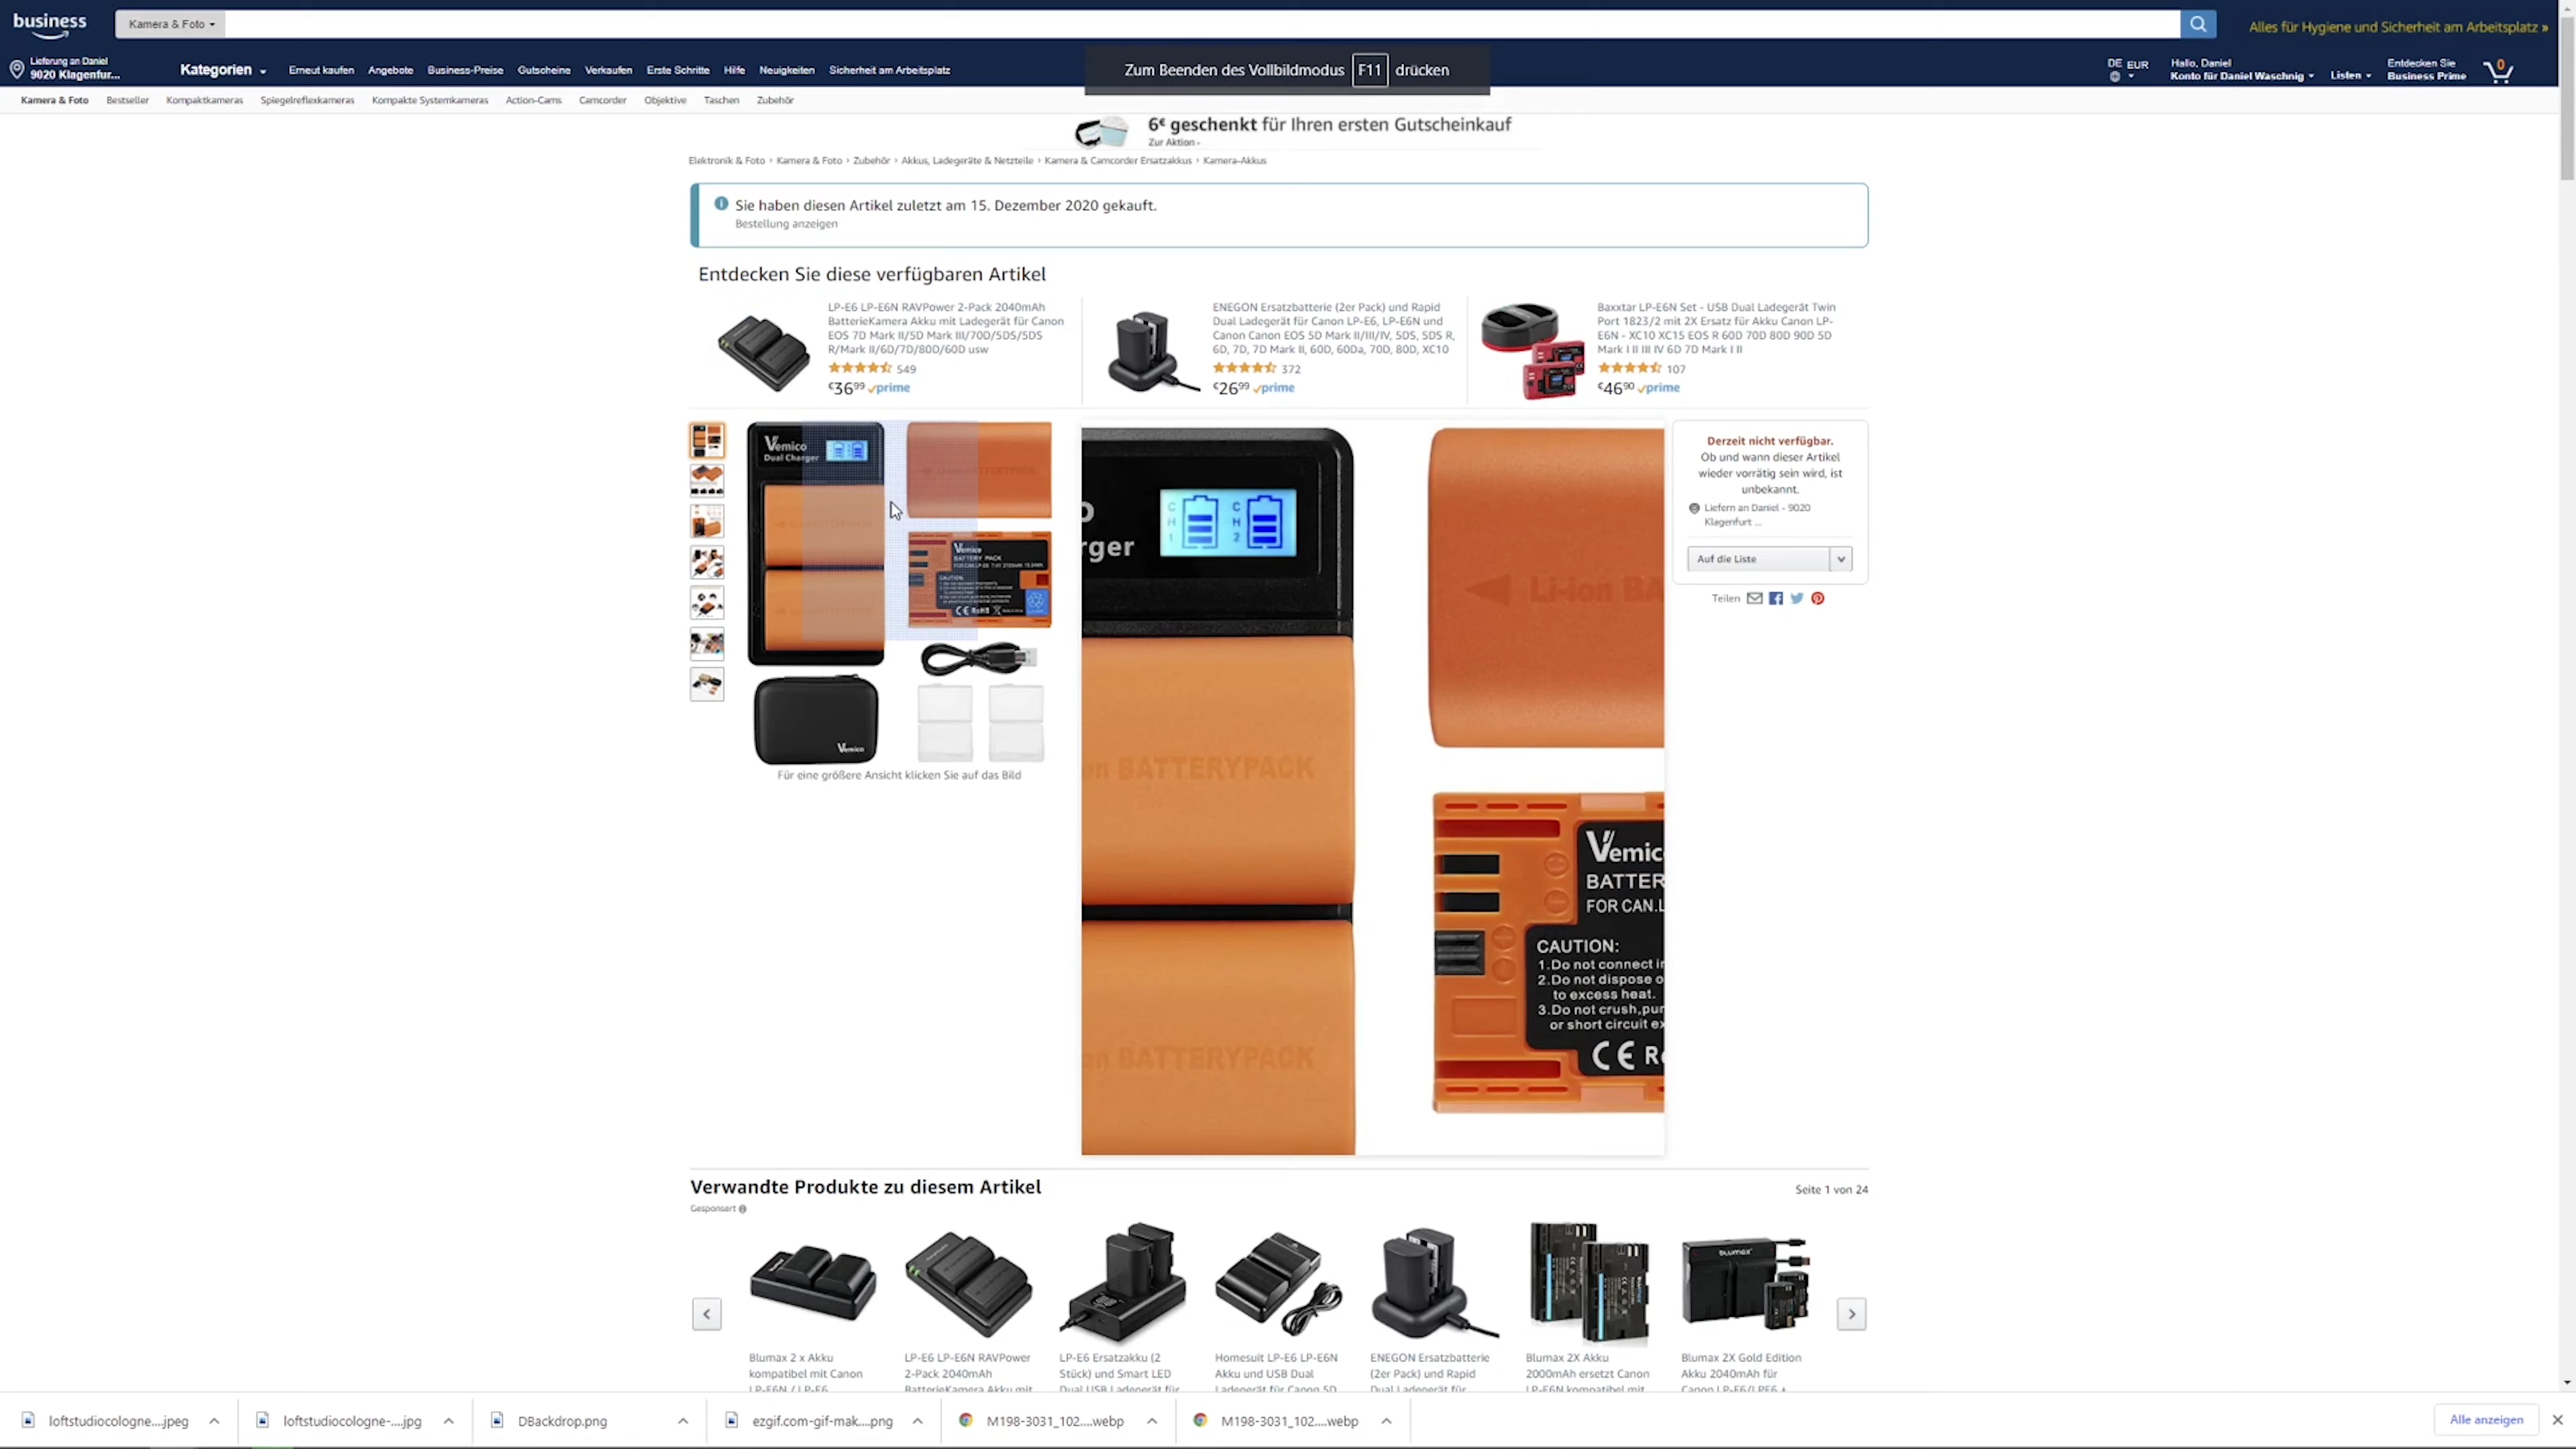 business
Kamera & Foto
Alles für Hygiene und Sicherheit am Arbeitsplatz »
Lieferung an Daniel
9020 Klagenfur...
Kategorien
Erneut kaufen
Angebote
Business-Preise
Gutscheine
Verkaufen
Erste Schritte
Hilfe
Neuigkeiten
Sicherheit am Arbeitsplatz
Zum Beenden des Vollbildmodus F11 drücken
DE EUR
Hallo, Daniel
Konto für Daniel Waschnig
Listen
Entdecken Sie
Business Prime
0
Kamera & Foto
Bestseller
Kompaktkameras
Spiegelreflexkameras
Kompakte Systemkameras
Action-Cams
Camcorder
Objektive
Taschen
Zubehör
6€ geschenkt für Ihren ersten Gutscheinkauf
Zur Aktion ›
Elektronik & Foto › Kamera & Foto › Zubehör › Akkus, Ladegeräte & Netzteile › Kamera & Camcorder Ersatzakkus › Kamera-Akkus
Sie haben diesen Artikel zuletzt am 15. Dezember 2020 gekauft.
Bestellung anzeigen
Entdecken Sie diese verfügbaren Artikel
LP-E6 LP-E6N RAVPower 2-Pack 2040mAh
BatterieKamera Akku mit Ladegerät für Canon
EOS 7D Mark II/5D Mark III/70D/5DS/5DS
R/Mark II/6D/7D/80D/60D usw
549
€36⁹⁹ prime
ENEGON Ersatzbatterie (2er Pack) und Rapid
Dual Ladegerät für Canon LP-E6, LP-E6N und
Canon Canon EOS 5D Mark II/III/IV, 5DS, 5DS R,
6D, 7D, 7D Mark II, 60D, 60Da, 70D, 80D, XC10
372
€26⁹⁹ prime
Baxxtar LP-E6N Set - USB Dual Ladegerät Twin
Port 1823/2 mit 2X Ersatz für Akku Canon LP-
E6N - XC10 XC15 EOS R 60D 70D 80D 90D 5D
Mark I II III IV 6D 7D Mark I II
107
€46⁹⁰ prime
Vemico
Dual Charger
Vemico
BATTERY PACK
CAUTION:
Vemico
Für eine größere Ansicht klicken Sie auf das Bild
o
rger
CH1 CH2
Li-ion BA
on BATTERYPACK
on BATTERYPACK
Vemic
BATTER
FOR CAN.L
CAUTION:
1.Do not connect i
2.Do not dispose o
to excess heat.
3.Do not crush,pur
or short circuit ex
CE R
Derzeit nicht verfügbar.
Ob und wann dieser Artikel
wieder vorrätig sein wird, ist
unbekannt.
Liefern an Daniel - 9020
Klagenfurt ...
Auf die Liste
Teilen
Verwandte Produkte zu diesem Artikel
Seite 1 von 24
Gesponsert
BLUMAX
Blumax 2 x Akku
kompatibel mit Canon
LP-E6N / LP-E6
LP-E6 LP-E6N RAVPower
2-Pack 2040mAh
BatterieKamera Akku mit
LP-E6 Ersatzakku (2
Stück) und Smart LED
Dual USB Ladegerät für
Homesuit LP-E6 LP-E6N
Akku und USB Dual
Ladegerät für Canon 5D
ENEGON Ersatzbatterie
(2er Pack) und Rapid
Dual Ladegerät für
Blumax 2X Akku
2000mAh ersetzt Canon
LP-E6N kompatibel mit
Blumax 2X Gold Edition
Akku 2040mAh für
Canon LP-E6/LPE6 +
loftstudiocologne....jpeg
loftstudiocologne-....jpg
DBackdrop.png
ezgif.com-gif-mak....png
M198-3031_102....webp
M198-3031_102....webp
Alle anzeigen